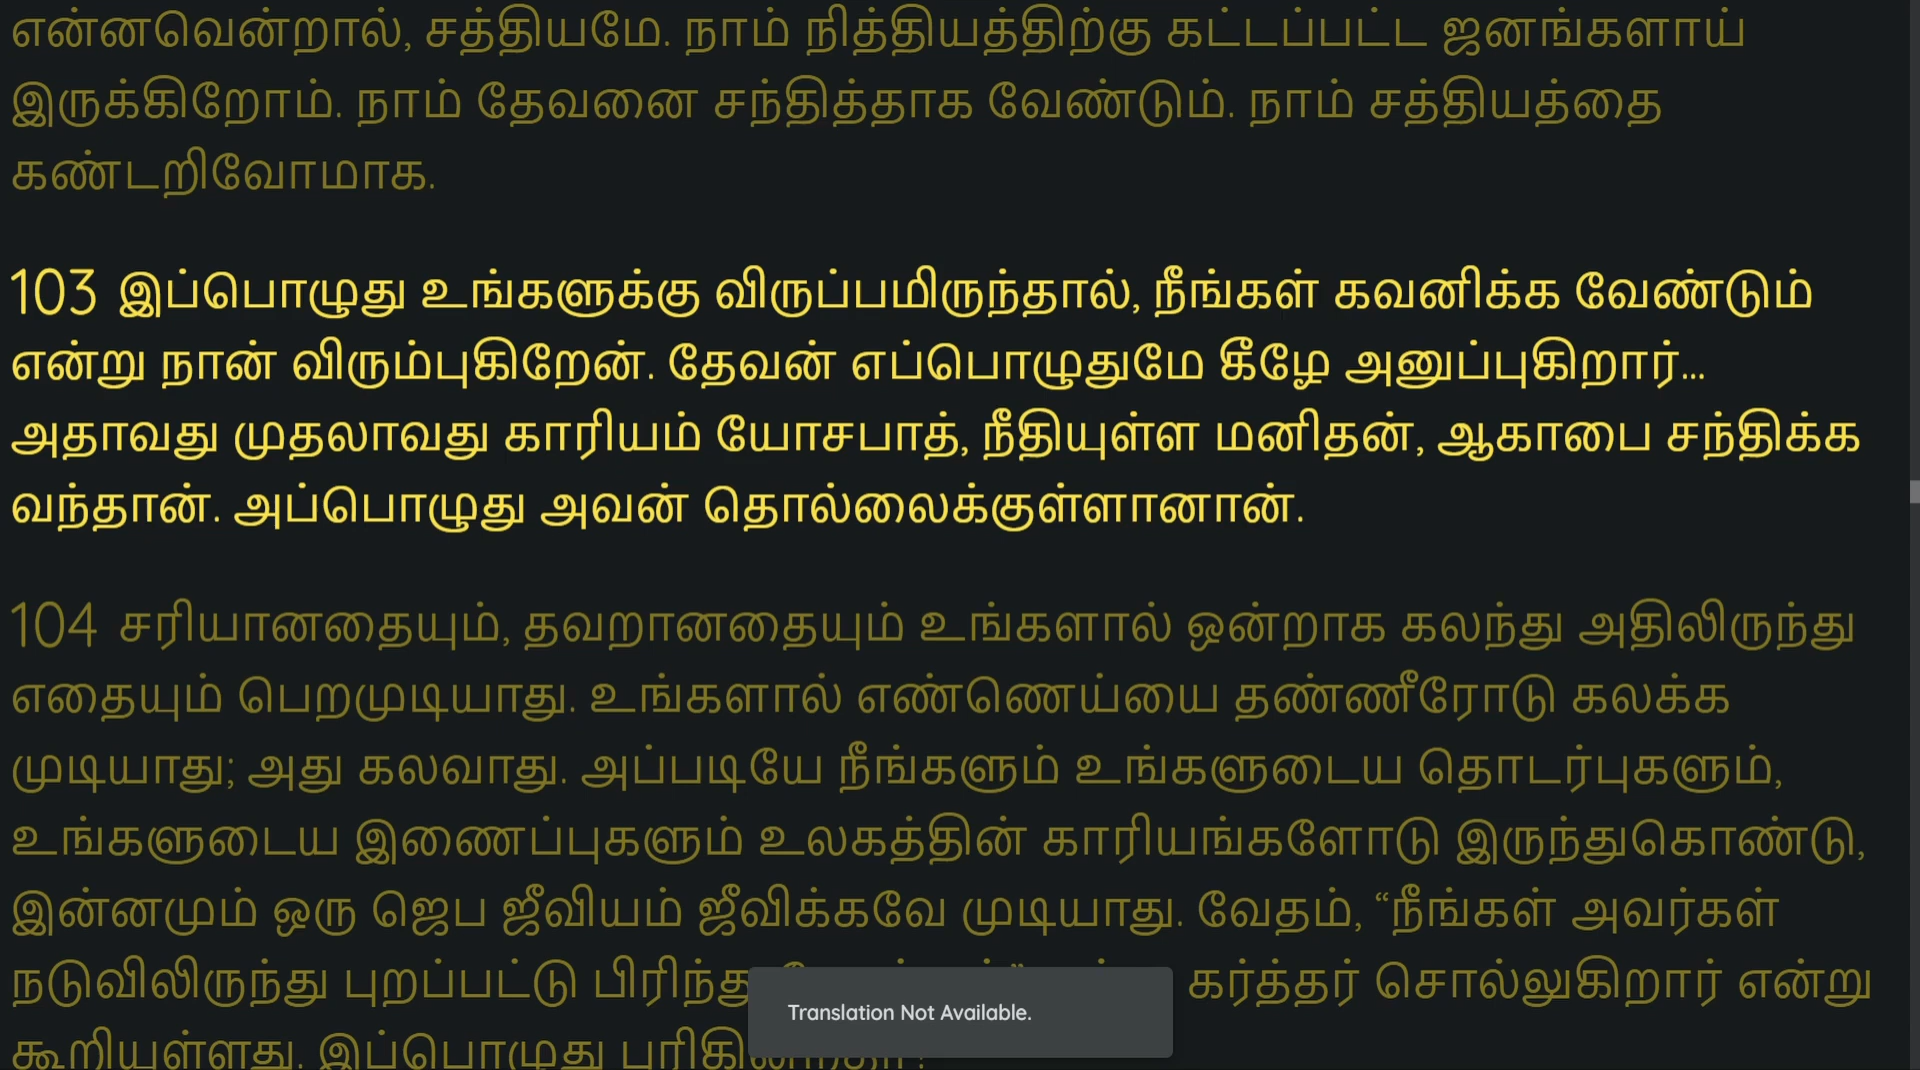 என்னவென்றால், சத்தியமே. நாம் நித்தியத்திற்கு கட்டப்பட்ட ஜனங்களாய்
இருக்கிறோம். நாம் தேவனை சந்தித்தாக வேண்டும். நாம் சத்தியத்தை
கண்டறிவோமாக.
103 இப்பொழுது உங்களுக்கு விருப்பமிருந்தால், நீங்கள் கவனிக்க வேண்டும்
என்று நான் விரும்புகிறேன். தேவன் எப்பொழுதுமே கீழே அனுப்புகிறார்...
அதாவது முதலாவது காரியம் யோசபாத், நீதியுள்ள மனிதன், ஆகாபை சந்திக்க
வந்தான். அப்பொழுது அவன் தொல்லைக்குள்ளானான்.
104 சரியானதையும், தவறானதையும் உங்களால் ஒன்றாக கலந்து அதிலிருந்து
எதையும் பெறமுடியாது. உங்களால் எண்ணெய்யை தண்ணீரோடு கலக்க
முடியாது; அது கலவாது. அப்படியே நீங்களும் உங்களுடைய தொடர்புகளும்,
உங்களுடைய இணைப்புகளும் உலகத்தின் காரியங்களோடு இருந்துகொண்டு,
இன்னமும் ஒரு ஜெப ஜீவியம் ஜீவிக்கவே முடியாது. வேதம், “நீங்கள் அவர்கள்
நடுவிலிருந்து புறப்பட்டு கர்த்தர் சொல்லுகிறார் என்று
கூறியுள்ளது. இப்பொழுது
Translation Not Available.